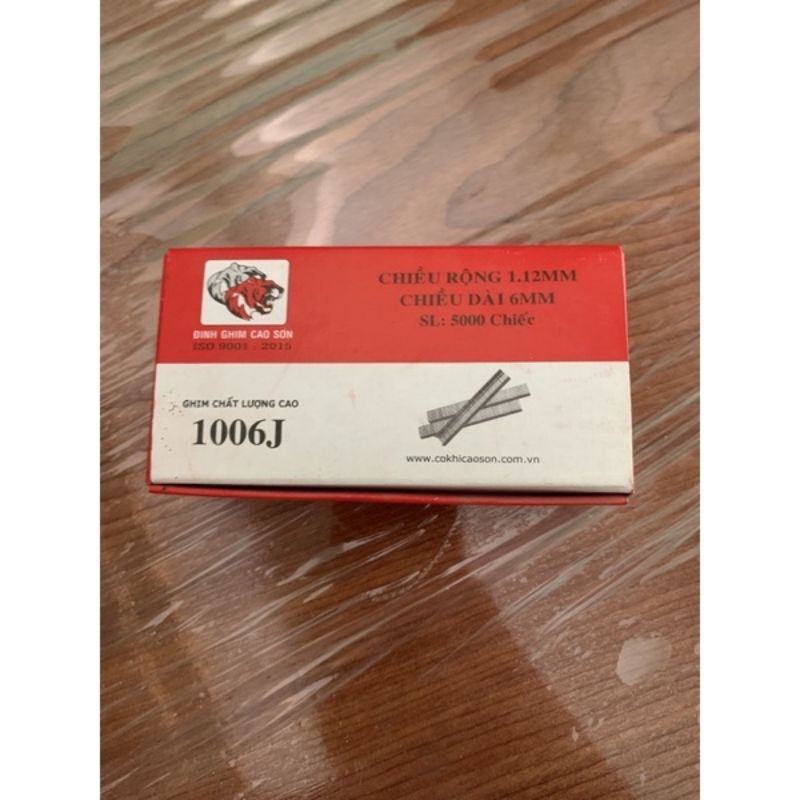 CHIỀU RỘNG 1.12MM
CHIỀU DÀI 6MM
SL: 5000 Chiếc
ĐINH GHIM CAO SƠN
ISO 9001 : 2015
GHIM CHẤT LƯỢNG CAO
1006J
www.cokhicaoson.com.vn